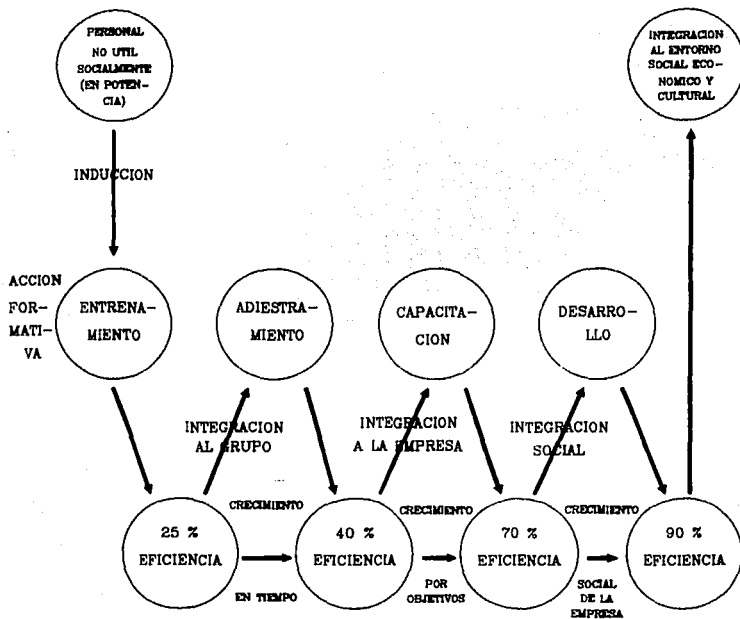 PERSONAL
NO UTIL
SOCIALMENTE
(EN POTEN-
CIA)
INTEGRACION
AL ENTORNO
SOCIAL ECO-
NOMICO Y
CULTURAL
INDUCCION
ACCION
FOR-
MATI-
VA
ENTRENA-
MIENTO
ADIESTRA-
MIENTO
CAPACITA-
CION
DESARRO-
LLO
INTEGRACION
AL GRUPO
INTEGRACION
A LA EMPRESA
INTEGRACION
SOCIAL
25 %
EFICIENCIA
CRECIMIENTO
EN TIEMPO
40 %
EFICIENCIA
CRECIMIENTO
POR
OBJETIVOS
70 %
EFICIENCIA
CRECIMIENTO
SOCIAL
DE LA
EMPRESA
90 %
EFICIENCIA